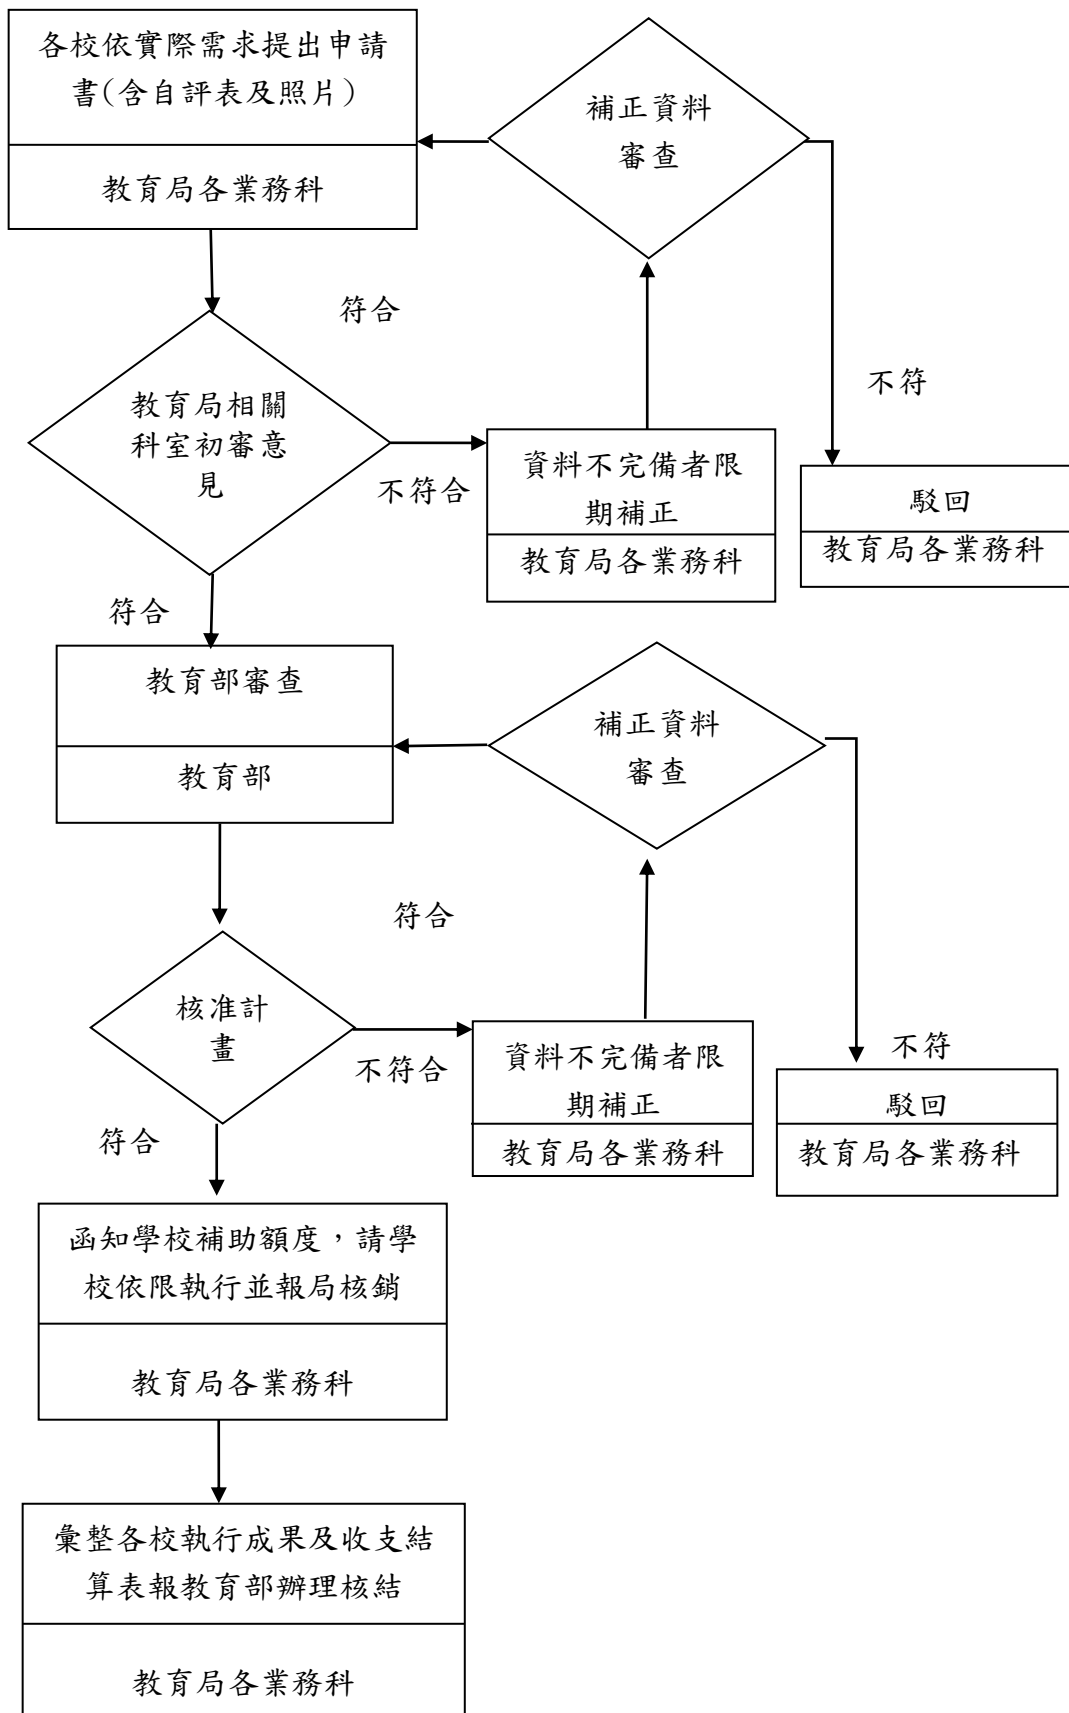 各校依實際需求提出申請
書(含自評表及照片)
教育局各業務科
補正資料
審查
符合
不符
教育局相關
科室初審意
見
不符合
資料不完備者限
期補正
教育局各業務科
駁回
教育局各業務科
符合
教育部審查
教育部
補正資料
審查
符合
核准計
畫
不符合
資料不完備者限
期補正
教育局各業務科
不符
駁回
教育局各業務科
符合
函知學校補助額度，請學
校依限執行並報局核銷
教育局各業務科
彙整各校執行成果及收支結
算表報教育部辦理核結
教育局各業務科